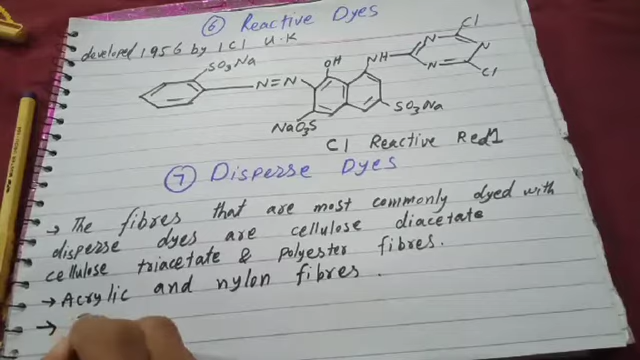 ⑥ Reactive Dyes
developed 1956 by ICI U.K
SO3Na
OH
NH
N
Cl
N
N
Cl
N=N
NaO3S
SO3Na
CI Reactive Red1
⑦ Disperse Dyes
→ The fibres that are most commonly dyed with
disperse dyes are cellulose diacetate
cellulose triacetate & polyester fibres.
→ Acrylic and nylon fibres.
→